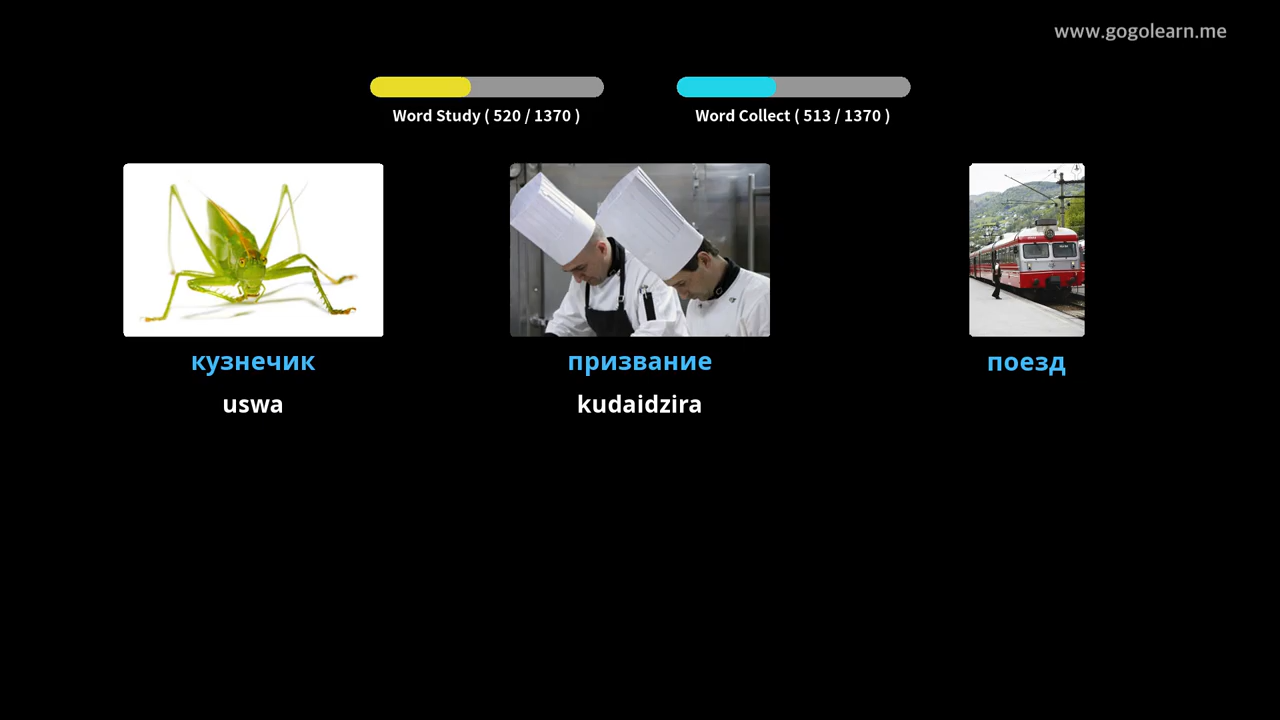 www.gogolearn.me
Word Study ( 520 / 1370 )
Word Collect ( 513 / 1370 )
кузнечик
призвание
поезд
uswa
kudaidzira